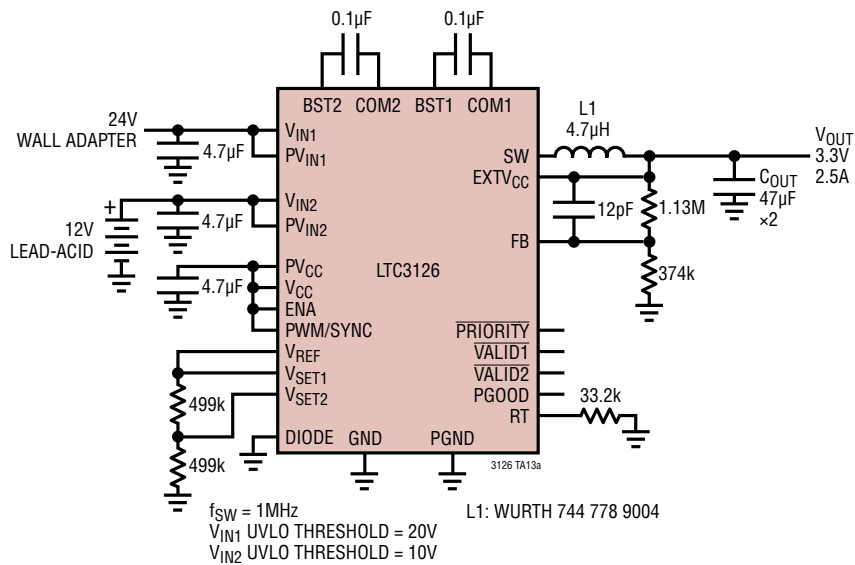 0.1µF
0.1µF
BST2 COM2 BST1 COM1
24V
WALL ADAPTER
4.7µF
VIN1
PVIN1
12V
LEAD-ACID
+
4.7µF
VIN2
PVIN2
4.7µF
PVCC
VCC
ENA
PWM/SYNC
VREF
VSET1
VSET2
499k
499k
DIODE
GND
PGND
LTC3126
SW
EXTVCC
FB
PRIORITY
VALID1
VALID2
PGOOD
RT
L1
4.7µH
12pF
1.13M
374k
COUT
47µF
×2
VOUT
3.3V
2.5A
33.2k
3126 TA13a
fSW = 1MHz
VIN1 UVLO THRESHOLD = 20V
VIN2 UVLO THRESHOLD = 10V
L1: WURTH 744 778 9004